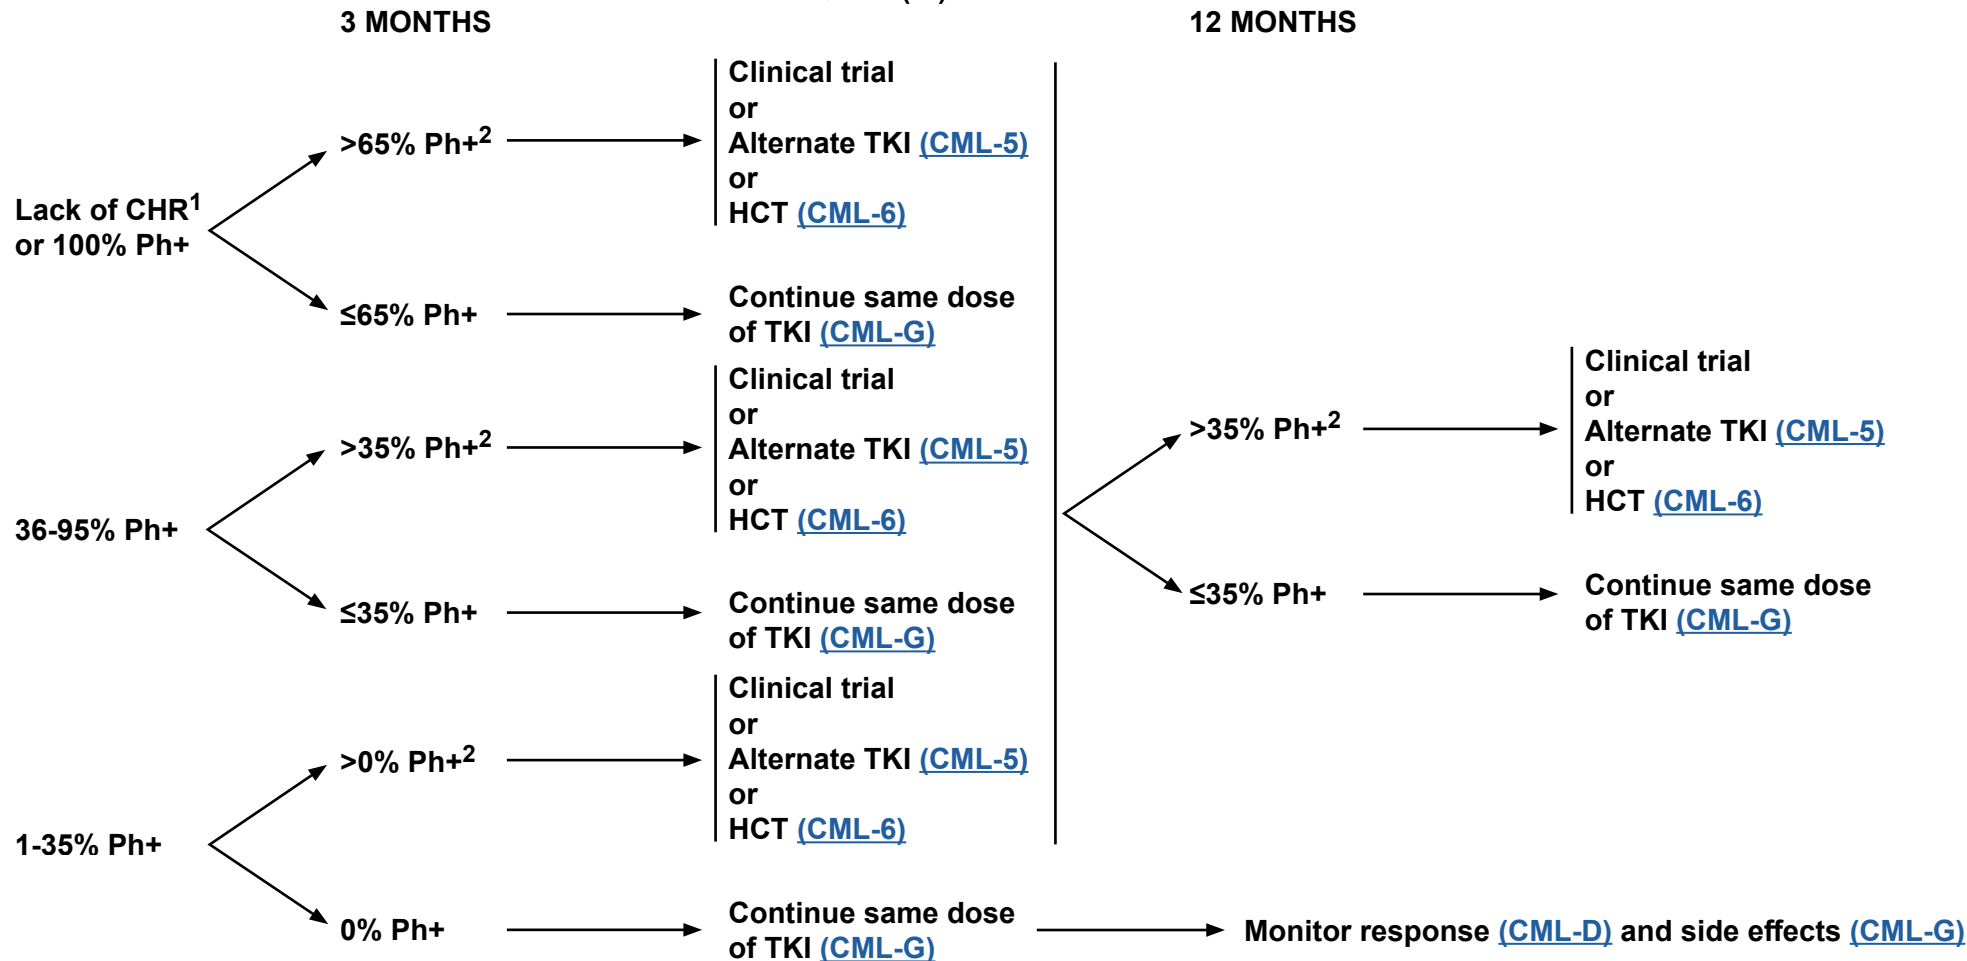 3 MONTHS
12 MONTHS
Lack of CHR1
or 100% Ph+
>65% Ph+2
Clinical trial
or
Alternate TKI (CML-5)
or
HCT (CML-6)
≤65% Ph+
Continue same dose
of TKI (CML-G)
36-95% Ph+
>35% Ph+2
Clinical trial
or
Alternate TKI (CML-5)
or
HCT (CML-6)
≤35% Ph+
Continue same dose
of TKI (CML-G)
1-35% Ph+
>0% Ph+2
Clinical trial
or
Alternate TKI (CML-5)
or
HCT (CML-6)
0% Ph+
Continue same dose
of TKI (CML-G)
>35% Ph+2
Clinical trial
or
Alternate TKI (CML-5)
or
HCT (CML-6)
≤35% Ph+
Continue same dose
of TKI (CML-G)
Monitor response (CML-D) and side effects (CML-G)